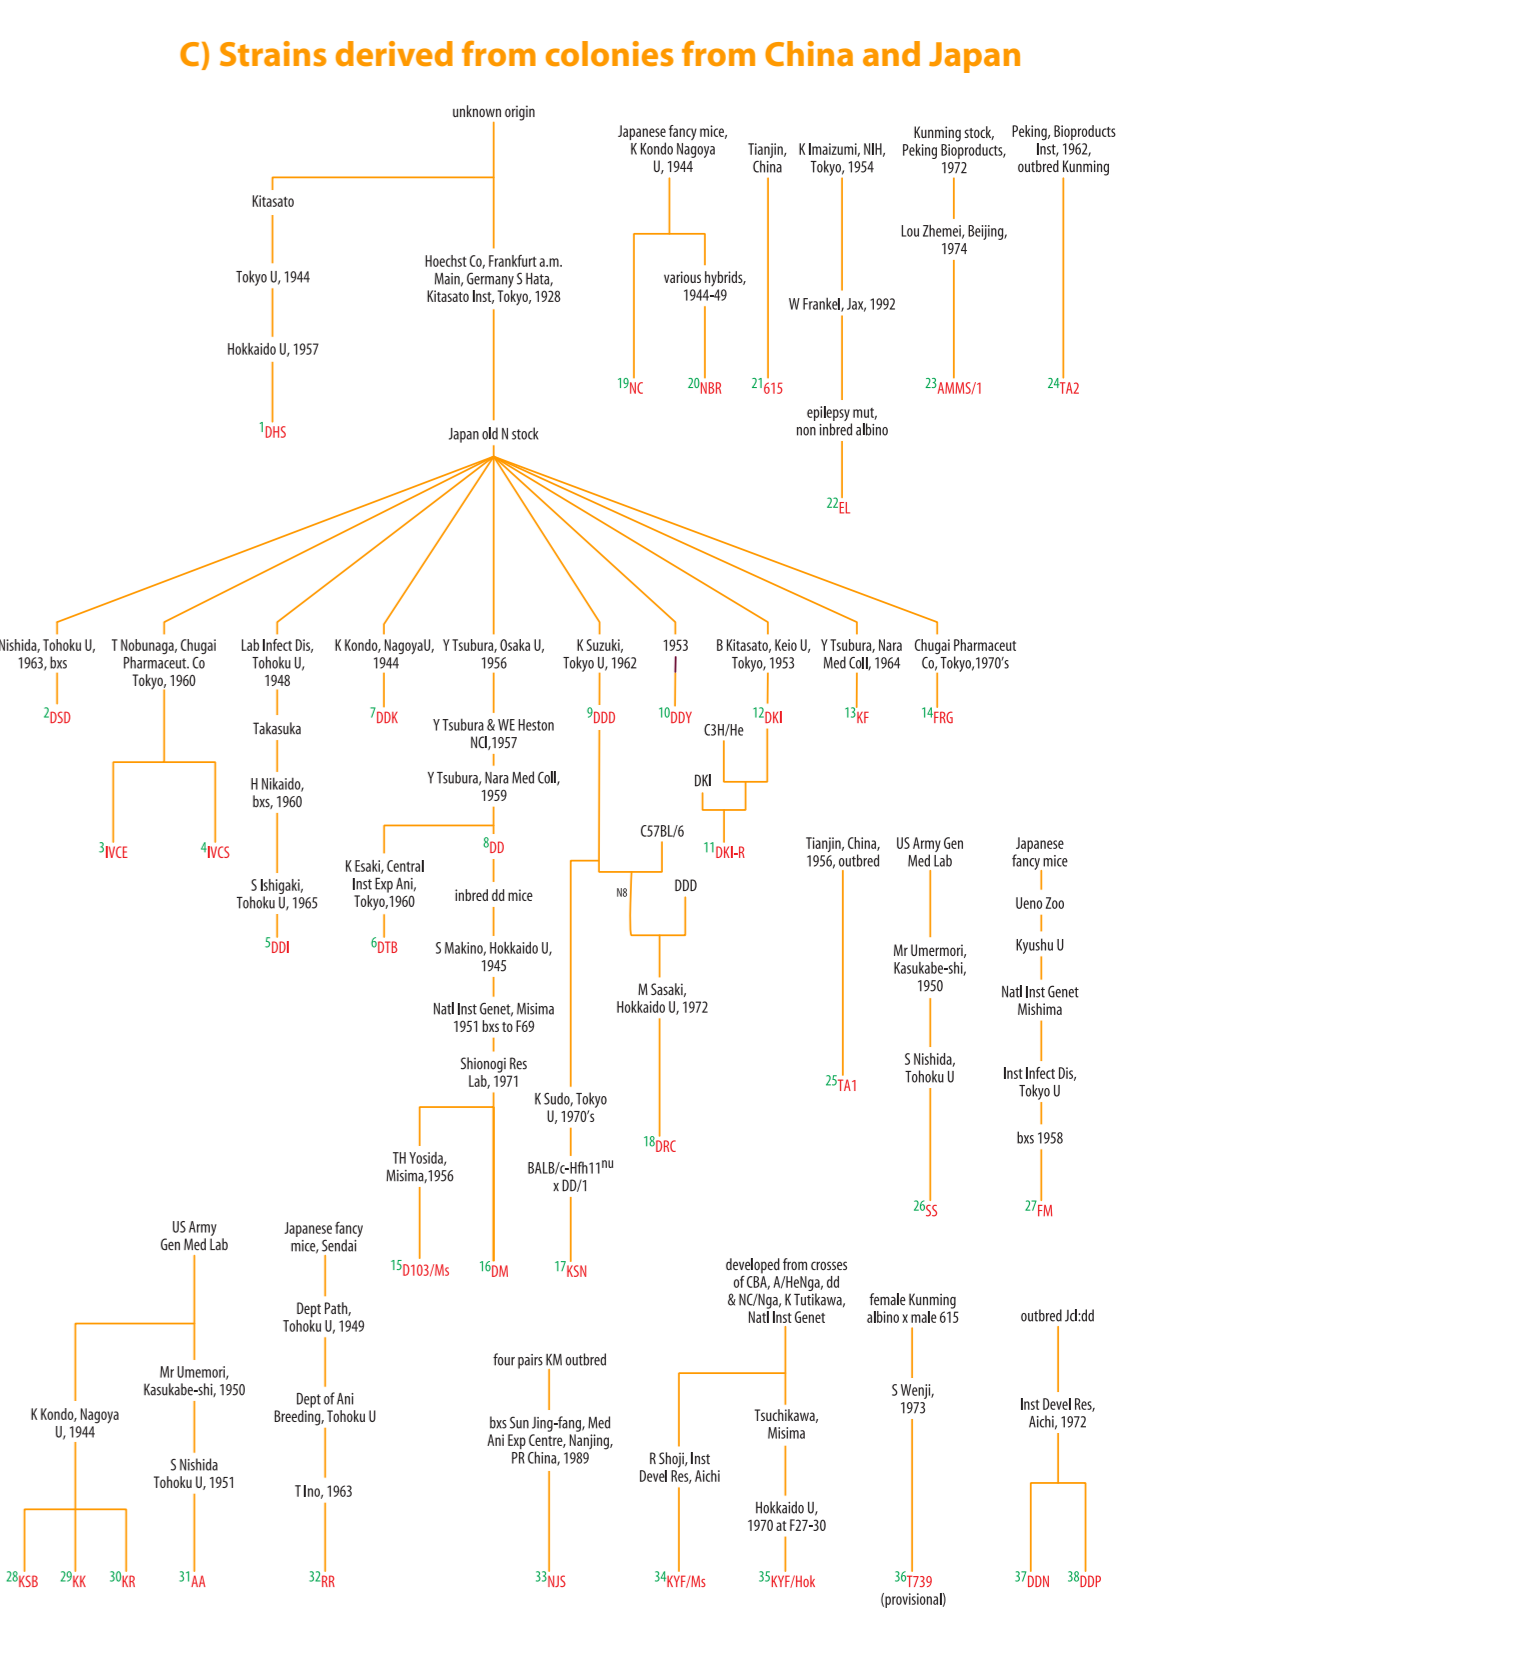 C) Strains derived from colonies from China and Japan
unknown origin
Kitasato
Tokyo U, 1944
Hokkaido U, 1957
1DHS
Hoechst Co, Frankfurt a.m.
Main, Germany S Hata,
Kitasato Inst, Tokyo, 1928
Japan old N stock
Japanese fancy mice,
K Kondo Nagoya
U, 1944
various hybrids,
1944-49
19NC
20NBR
Tianjin,
China
21615
K Imaizumi, NIH,
Tokyo, 1954
W Frankel, Jax, 1992
epilepsy mut,
non inbred albino
22EL
Kunming stock,
Peking Bioproducts,
1972
Lou Zhemei, Beijing,
1974
23AMMS/1
Peking, Bioproducts
Inst, 1962,
outbred Kunming
24TA2
Nishida, Tohoku U,
1963, bxs
2DSD
T Nobunaga, Chugai
Pharmaceut. Co
Tokyo, 1960
3IVCE
4IVCS
Lab Infect Dis,
Tohoku U,
1948
Takasuka
H Nikaido,
bxs, 1960
S Ishigaki,
Tohoku U, 1965
5DDI
K Kondo, NagoyaU,
1944
7DDK
Y Tsubura, Osaka U,
1956
Y Tsubura & WE Heston
NCI,1957
Y Tsubura, Nara Med Coll,
1959
K Esaki, Central
Inst Exp Ani,
Tokyo,1960
6DTB
8DD
inbred dd mice
S Makino, Hokkaido U,
1945
Natl Inst Genet, Misima
1951 bxs to F69
Shionogi Res
Lab, 1971
TH Yosida,
Misima,1956
15D103/Ms
16DM
K Suzuki,
Tokyo U, 1962
9DDD
C57BL/6
N8
DDD
M Sasaki,
Hokkaido U, 1972
18DRC
K Sudo, Tokyo
U, 1970's
BALB/c-Hfh11nu
x DD/1
17KSN
1953
10DDY
B Kitasato, Keio U,
Tokyo, 1953
12DKI
C3H/He
DKI
11DKI-R
Y Tsubura, Nara
Med Coll, 1964
13KF
Chugai Pharmaceut
Co, Tokyo,1970's
14FRG
Tianjin, China,
1956, outbred
25TA1
US Army Gen
Med Lab
Mr Umermori,
Kasukabe-shi,
1950
S Nishida,
Tohoku U
26SS
Japanese
fancy mice
Ueno Zoo
Kyushu U
Natl Inst Genet
Mishima
Inst Infect Dis,
Tokyo U
bxs 1958
27FM
US Army
Gen Med Lab
K Kondo, Nagoya
U, 1944
28KSB
29KK
30KR
Mr Umemori,
Kasukabe-shi, 1950
S Nishida
Tohoku U, 1951
31AA
Japanese fancy
mice, Sendai
Dept Path,
Tohoku U, 1949
Dept of Ani
Breeding, Tohoku U
T Ino, 1963
32RR
four pairs KM outbred
bxs Sun Jing-fang, Med
Ani Exp Centre, Nanjing,
PR China, 1989
33NJS
developed from crosses
of CBA, A/HeNga, dd
& NC/Nga, K Tutikawa,
Natl Inst Genet
R Shoji, Inst
Devel Res, Aichi
34KYF/Ms
Tsuchikawa,
Misima
Hokkaido U,
1970 at F27-30
35KYF/Hok
female Kunming
albino x male 615
S Wenji,
1973
36T739
(provisional)
outbred Jcl:dd
Inst Devel Res,
Aichi, 1972
37DDN
38DDP